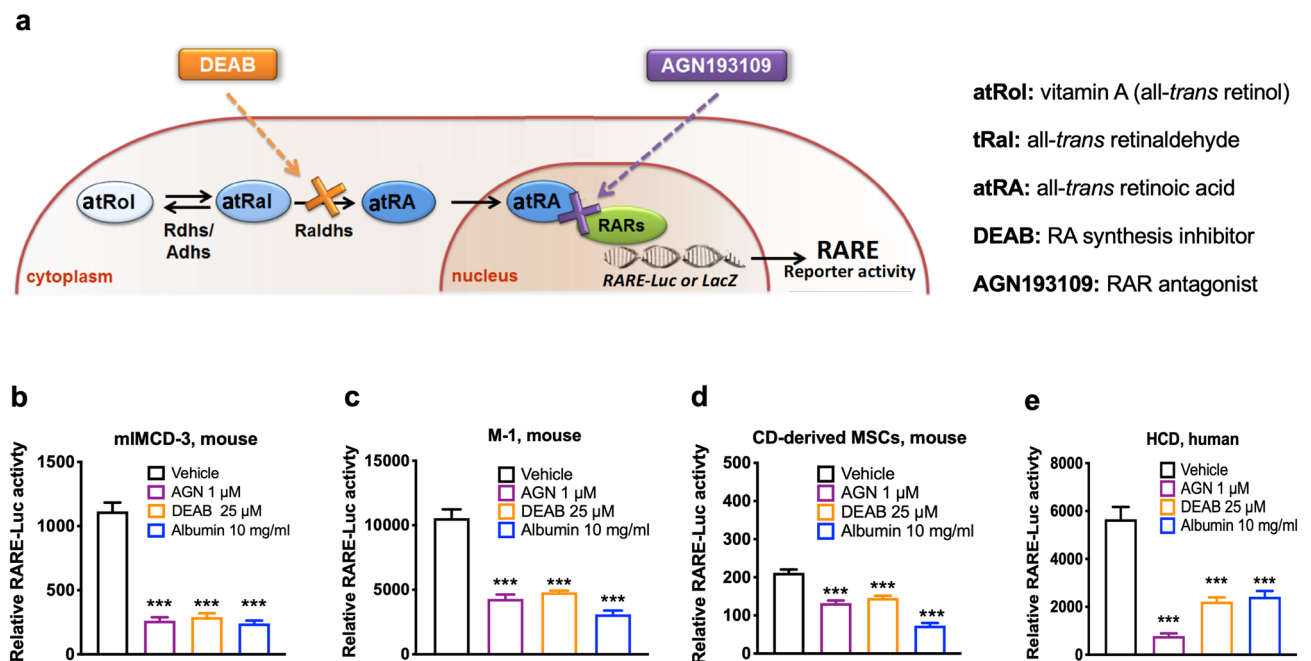 a
DEAB
AGN193109
atRol
atRal
atRA
atRA
RARs
Rdhs/
Adhs
Raldhs
cytoplasm
nucleus
RARE-Luc or LacZ
RARE
Reporter activity
atRol: vitamin A (all-trans retinol)
tRal: all-trans retinaldehyde
atRA: all-trans retinoic acid
DEAB: RA synthesis inhibitor
AGN193109: RAR antagonist
b
mIMCD-3, mouse
Relative RARE-Luc activty
1500
1000
500
0
Vehicle
AGN 1 µM
DEAB 25 µM
Albumin 10 mg/ml
***
***
***
c
M-1, mouse
Relative RARE-Luc activity
15000
10000
5000
0
Vehicle
AGN 1 µM
DEAB 25 µM
Albumin 10 mg/ml
***
***
***
d
CD-derived MSCs, mouse
Relative RARE-Luc activity
500
400
300
200
100
0
Vehicle
AGN 1 µM
DEAB 25 µM
Albumin 10 mg/ml
***
***
***
e
HCD, human
Relative RARE-Luc activity
8000
6000
4000
2000
0
Vehicle
AGN 1 µM
DEAB 25 µM
Albumin 10 mg/ml
***
***
***